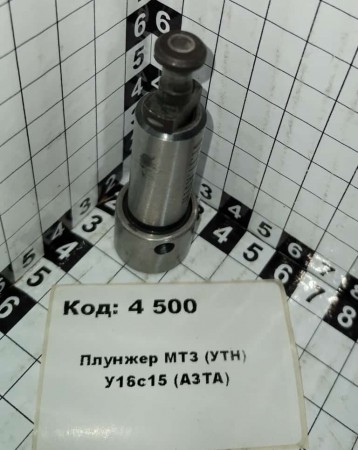 Код: 4 500
Плунжер МТЗ (УТН)
У16с15 (АЗТА)